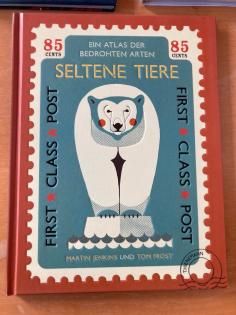 85
CENTS
EIN ATLAS DER
BEDROHTEN ARTEN
85
CENTS
SELTENE TIERE
FIRST ★ CLASS ★ POST
FIRST ★ CLASS ★ POST
MARTIN JENKINS UND TOM FROST